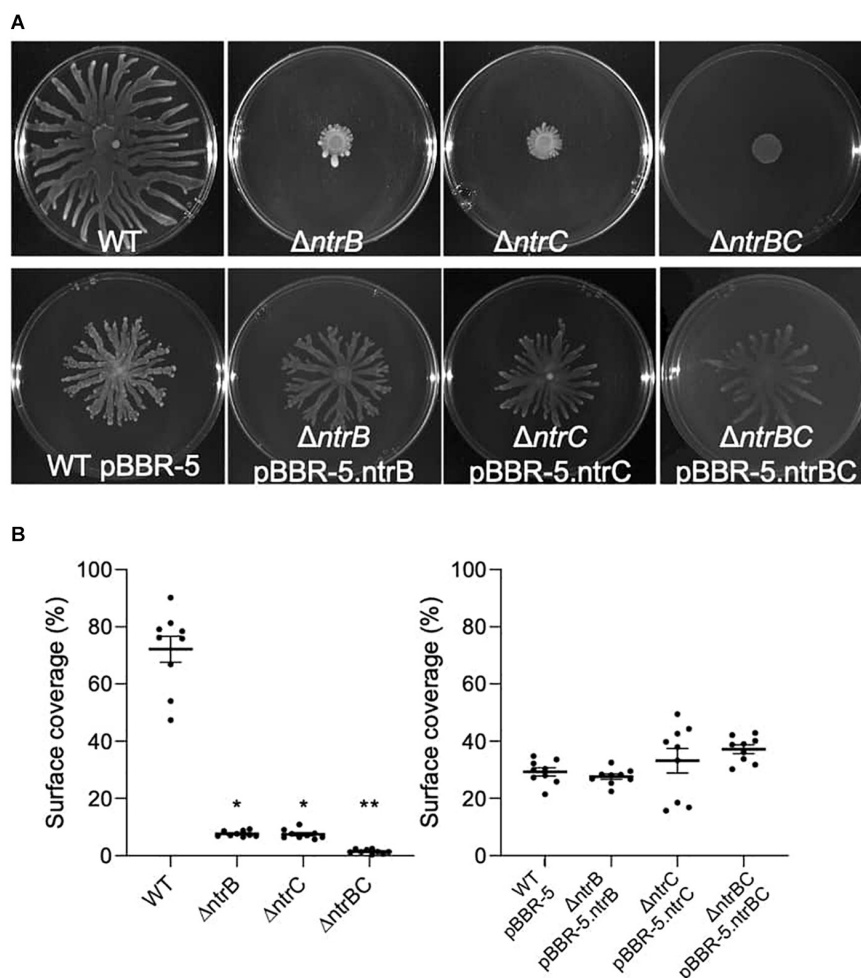 A
WT
ΔntrB
ΔntrC
ΔntrBC
WT pBBR-5
ΔntrB
pBBR-5.ntrB
ΔntrC
pBBR-5.ntrC
ΔntrBC
pBBR-5.ntrBC
B
Surface coverage (%)
100
80
60
40
20
0
* * **
WT
ΔntrB
ΔntrC
ΔntrBC
Surface coverage (%)
100
80
60
40
20
0
WT
pBBR-5
ΔntrB
pBBR-5.ntrB
ΔntrC
pBBR-5.ntrC
ΔntrBC
pBBR-5.ntrBC